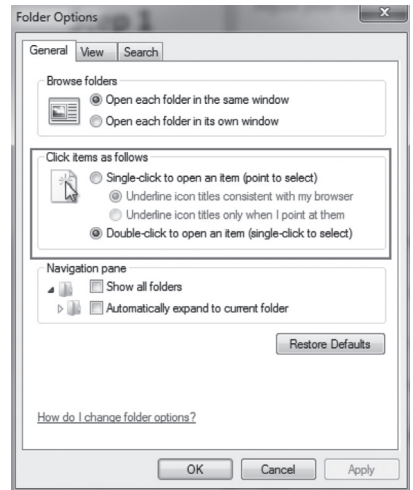 Folder Options
General View Search
Browse folders
Open each folder in the same window
Open each folder in its own window
Click items as follows
Single-click to open an item (point to select)
Underline icon titles consistent with my browser
Underline icon titles only when I point at them
Double-click to open an item (single-click to select)
Navigation pane
Show all folders
Automatically expand to current folder
Restore Defaults
How do I change folder options?
OK Cancel Apply